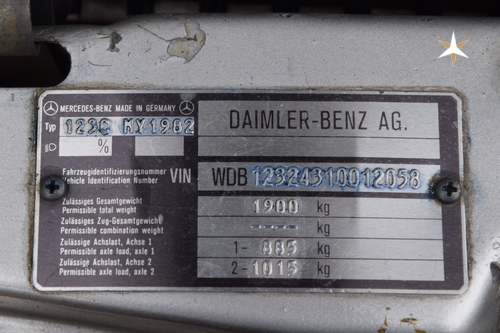 MERCEDES-BENZ MADE IN GERMANY
Typ 123C MY1982
%
DAIMLER-BENZ AG.
Fahrzeugidentifizierungsnummer
Vehicle Identification Number VIN WDB 12324310012058
Zulässiges Gesamtgewicht
Permissible total weight 1900 kg
Zulässiges Zug-Gesamtgewicht
Permissible combination weight ---- kg
Zulässige Achslast, Achse 1
Permissible axle load, axle 1 1- 885 kg
Zulässige Achslast, Achse 2
Permissible axle load, axle 2 2- 1015 kg